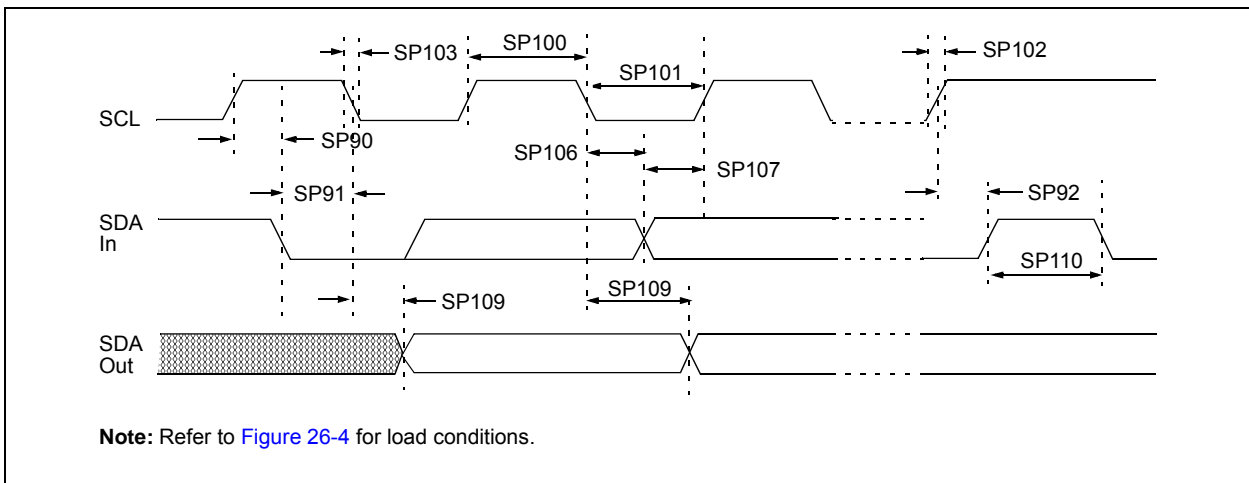 SP103
SP100
SP101
SP102
SCL
SP90
SP106
SP107
SP91
SP92
SDA
In
SP110
SP109
SP109
SDA
Out
Note: Refer to Figure 26-4 for load conditions.